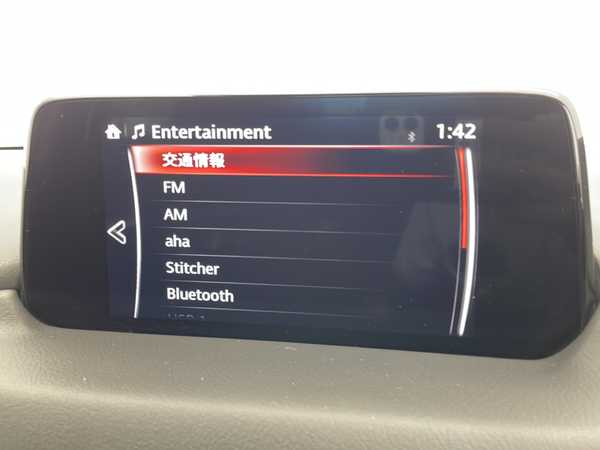 Entertainment 1:42
交通情報
FM
AM
aha
Stitcher
Bluetooth